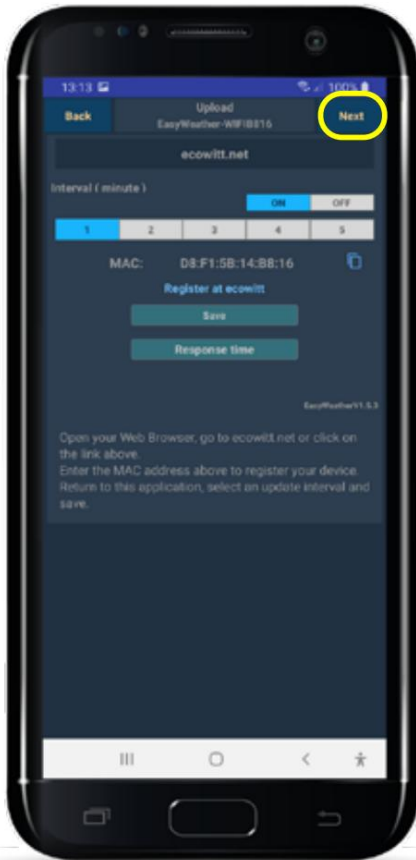 13:13
100%
Back
Upload
Next
EasyWeather-WIFIB816
ecowitt.net
Interval ( minute )
ON OFF
1 2 3 4 5
MAC: D8:F1:5B:14:B8:16
Register at ecowitt
Save
Response time
EasyWeatherV1.5.3
Open your Web Browser, go to ecowitt.net or click on
the link above.
Enter the MAC address above to register your device.
Return to this application, select an update interval and
save.